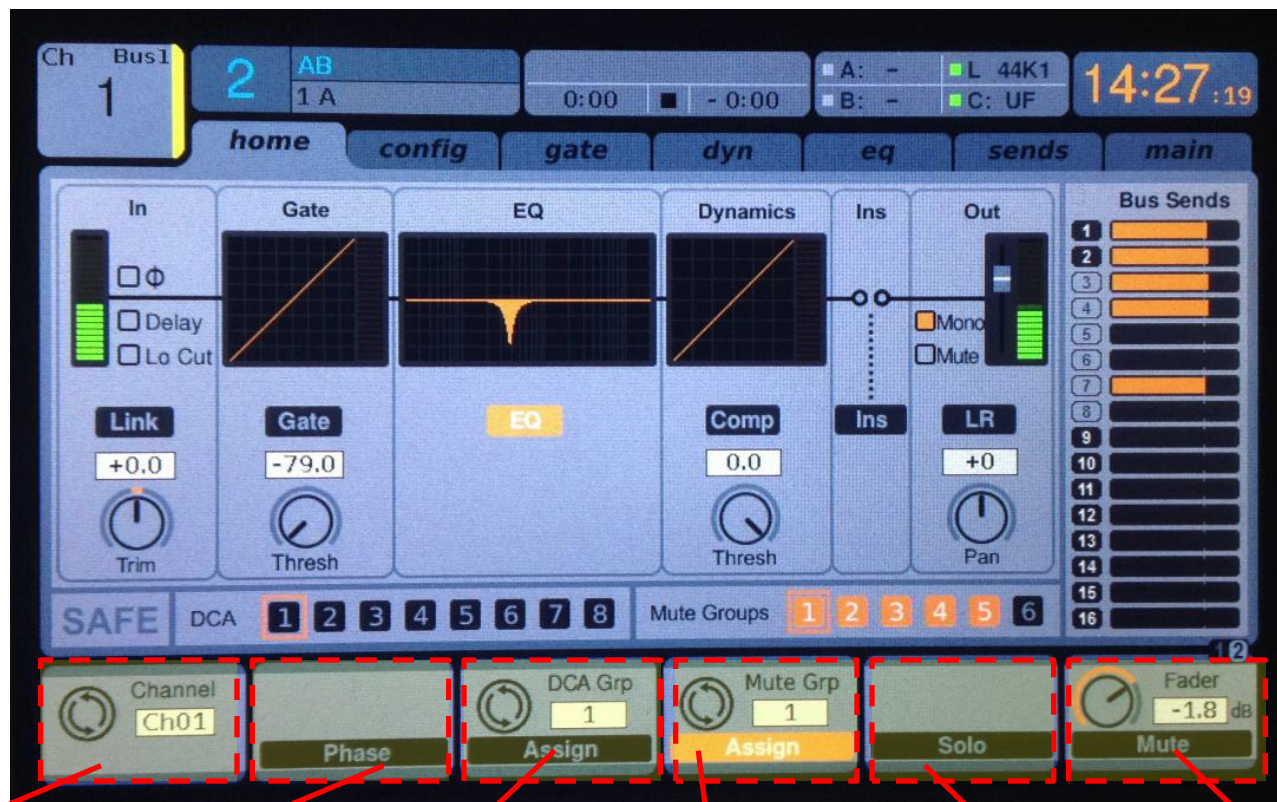 Ch Bus1
1
2 AB
1 A
0:00 - 0:00
A: - L 44K1
B: - C: UF
14:27:19
home config gate dyn eq sends main
In Gate EQ Dynamics Ins Out Bus Sends
Φ
Delay
Lo Cut
Mono
Mute
1
2
3
4
5
6
7
8
9
10
11
12
13
14
15
16
Link Gate EQ Comp Ins LR
+0.0 -79.0 0.0 +0
Trim Thresh Thresh Pan
SAFE DCA 1 2 3 4 5 6 7 8 Mute Groups 1 2 3 4 5 6
1 2
Channel DCA Grp Mute Grp Fader
Ch01 1 1 -1.8 dB
Phase Assign Assign Solo Mute